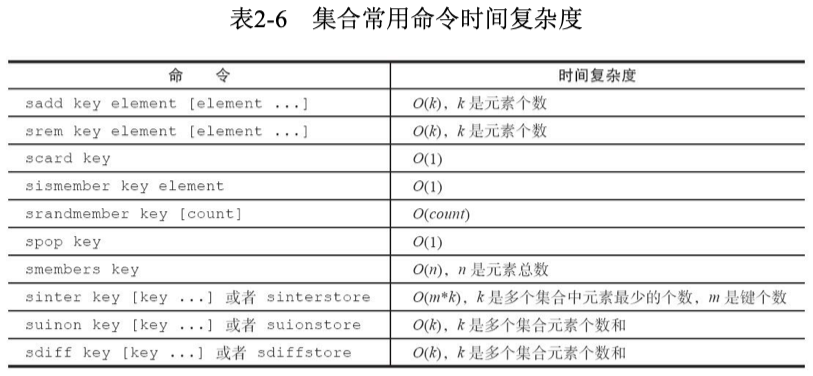 表2-6 集合常用命令时间复杂度
命 令 时间复杂度
sadd key element [element ...] O(k)，k 是元素个数
srem key element [element ...] O(k)，k 是元素个数
scard key O(1)
sismember key element O(1)
srandmember key [count] O(count)
spop key O(1)
smembers key O(n)，n 是元素总数
sinter key [key ...] 或者 sinterstore O(m*k)，k 是多个集合中元素最少的个数，m 是键个数
suinon key [key ...] 或者 suionstore O(k)，k 是多个集合元素个数和
sdiff key [key ...] 或者 sdiffstore O(k)，k 是多个集合元素个数和